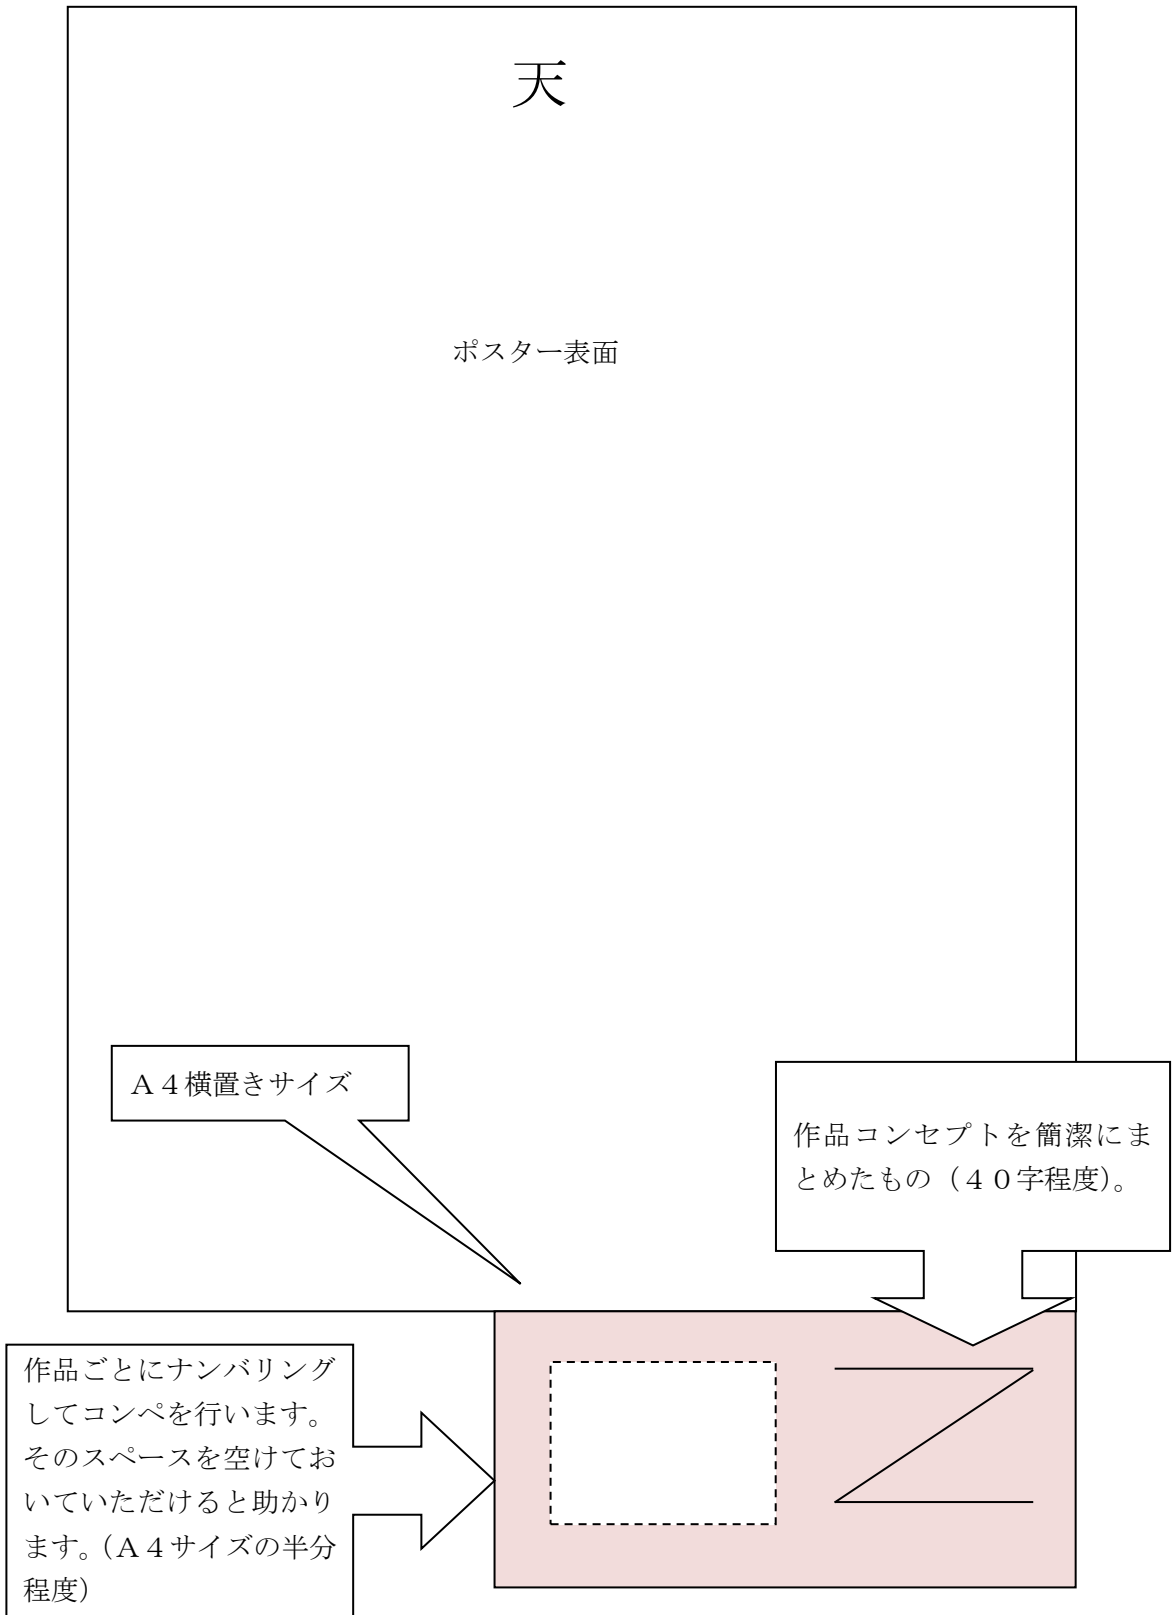 天
ポスター表面
Ａ４横置きサイズ
作品コンセプトを簡潔にま
とめたもの（４０字程度）。
作品ごとにナンバリング
してコンペを行います。
そのスペースを空けてお
いていただけると助かり
ます。（Ａ４サイズの半分
程度）